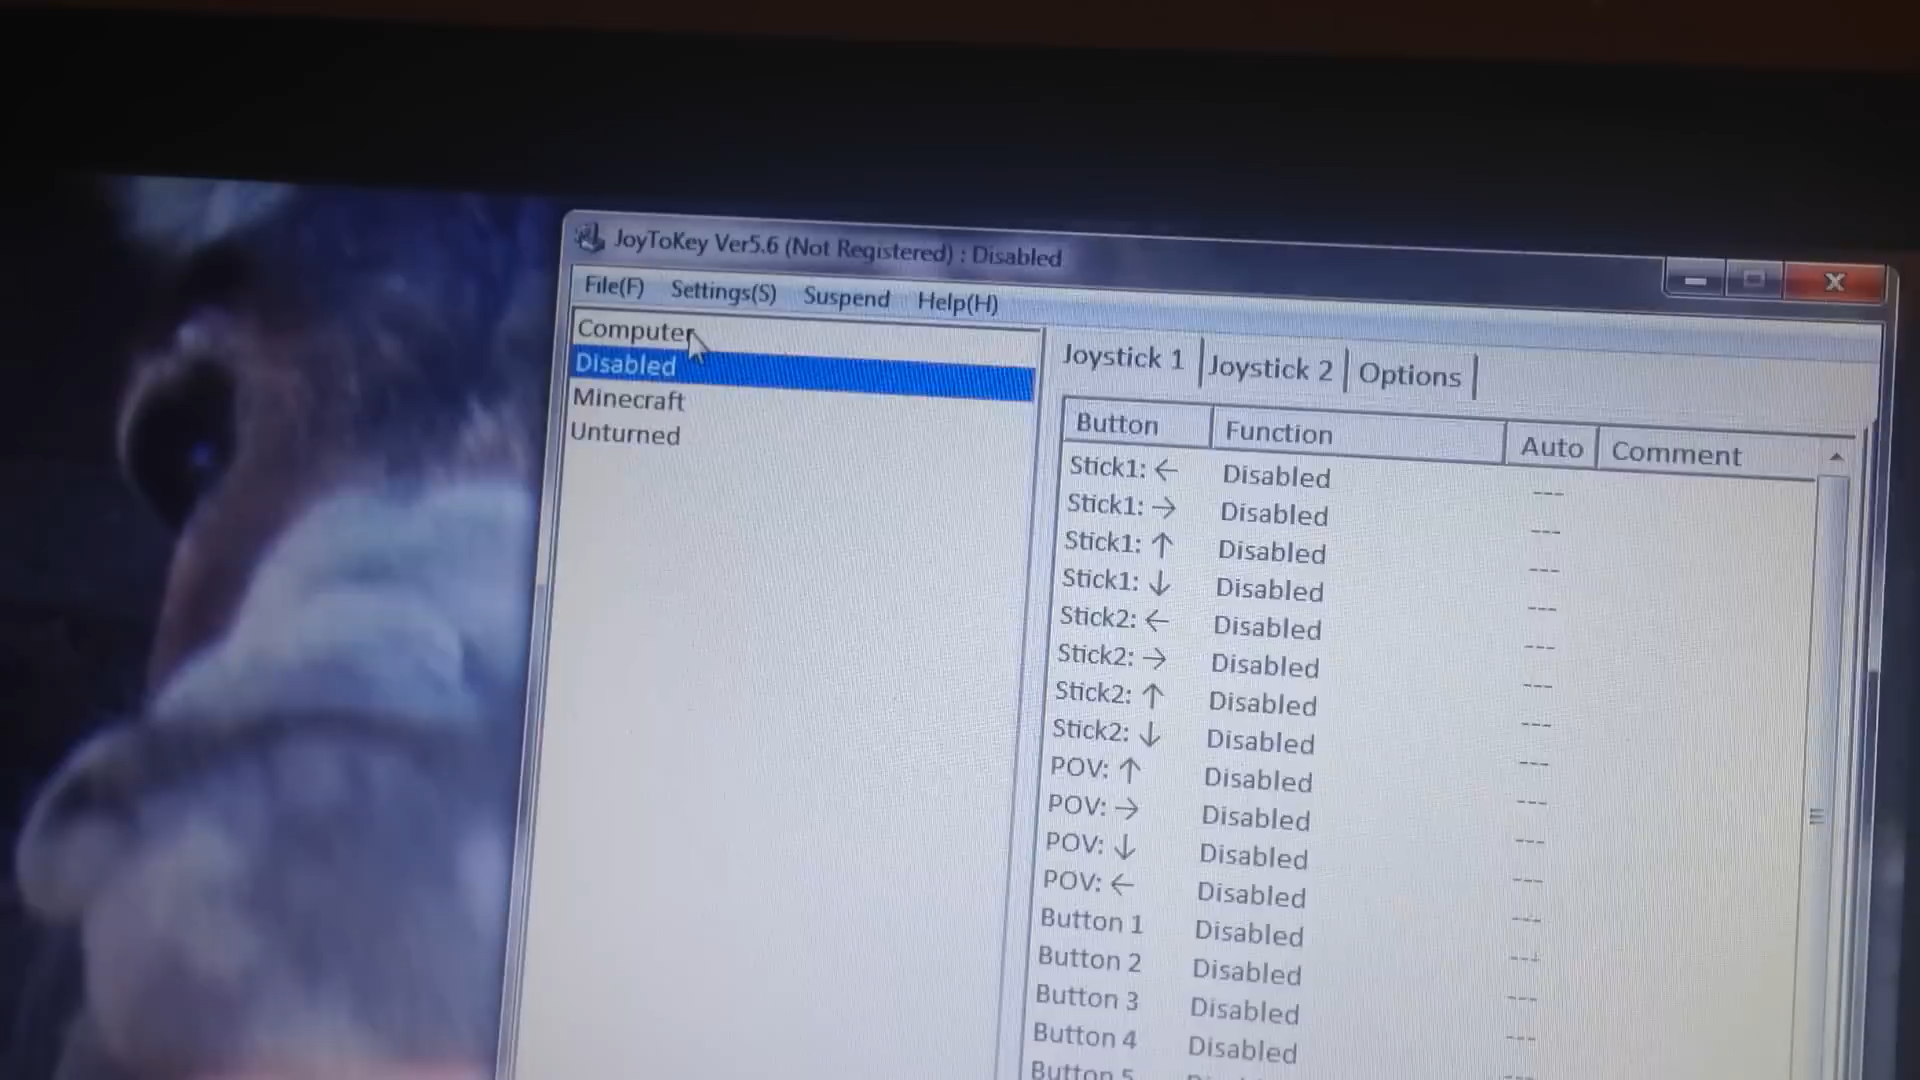 JoyToKey Ver5.6 (Not Registered) : Disabled
File(F) Settings(S) Suspend Help(H)
Computer
Disabled
Minecraft
Unturned
Joystick 1 Joystick 2 Options
Button Function Auto Comment
Stick1: ← Disabled ---
Stick1: → Disabled ---
Stick1: ↑ Disabled ---
Stick1: ↓ Disabled ---
Stick2: ← Disabled ---
Stick2: → Disabled ---
Stick2: ↑ Disabled ---
Stick2: ↓ Disabled ---
POV: ↑ Disabled ---
POV: → Disabled ---
POV: ↓ Disabled ---
POV: ← Disabled ---
Button 1 Disabled ---
Button 2 Disabled ---
Button 3 Disabled ---
Button 4 Disabled ---
Button 5